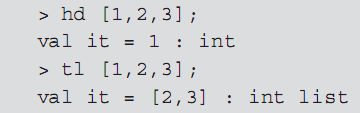 > hd [1,2,3];
val it = 1 : int
> tl [1,2,3];
val it = [2,3] : int list